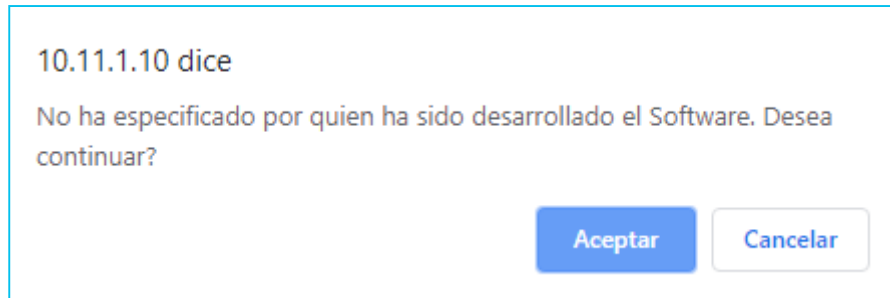 10.11.1.10 dice
No ha especificado por quien ha sido desarrollado el Software. Desea
continuar?
Aceptar
Cancelar